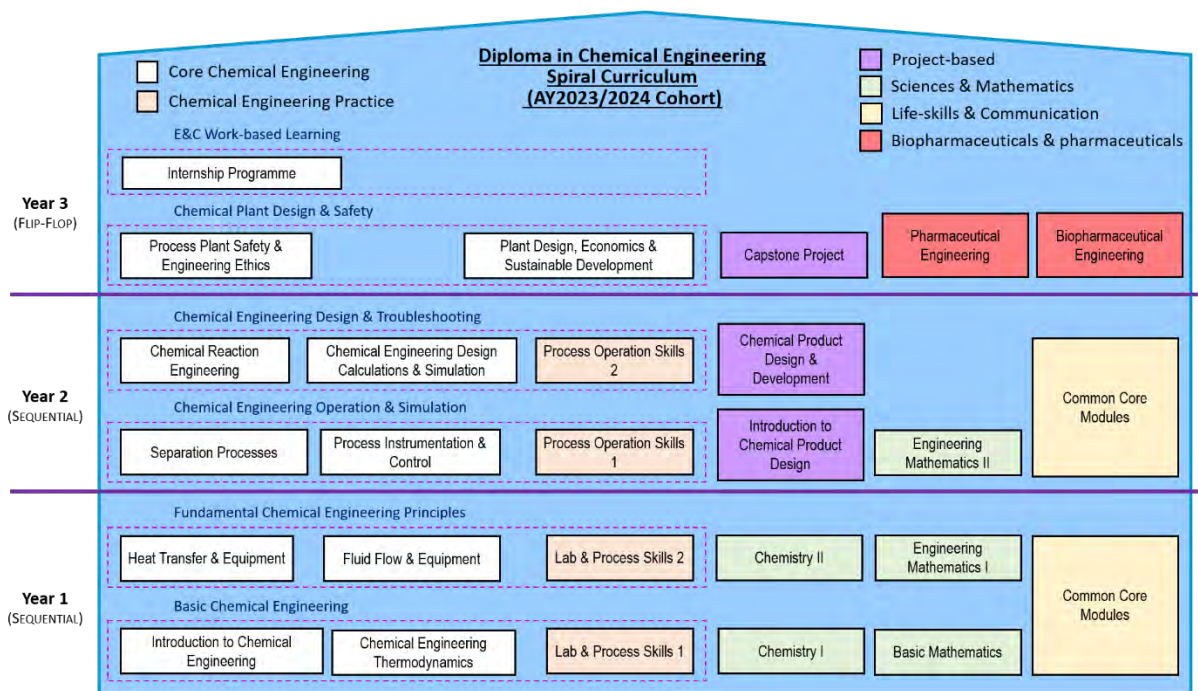 Diploma in Chemical Engineering
Spiral Curriculum
(AY2023/2024 Cohort)
Core Chemical Engineering
Chemical Engineering Practice
Project-based
Sciences & Mathematics
Life-skills & Communication
Biopharmaceuticals & pharmaceuticals
Year 3
(FLIP-FLOP)
E&C Work-based Learning
Internship Programme
Chemical Plant Design & Safety
Process Plant Safety &
Engineering Ethics
Plant Design, Economics &
Sustainable Development
Capstone Project
Pharmaceutical
Engineering
Biopharmaceutical
Engineering
Year 2
(SEQUENTIAL)
Chemical Engineering Design & Troubleshooting
Chemical Reaction
Engineering
Chemical Engineering Design
Calculations & Simulation
Process Operation Skills
2
Chemical Product
Design &
Development
Common Core
Modules
Chemical Engineering Operation & Simulation
Separation Processes
Process Instrumentation &
Control
Process Operation Skills
1
Introduction to
Chemical Product
Design
Engineering
Mathematics II
Year 1
(SEQUENTIAL)
Fundamental Chemical Engineering Principles
Heat Transfer & Equipment
Fluid Flow & Equipment
Lab & Process Skills 2
Chemistry II
Engineering
Mathematics I
Common Core
Modules
Basic Chemical Engineering
Introduction to Chemical
Engineering
Chemical Engineering
Thermodynamics
Lab & Process Skills 1
Chemistry I
Basic Mathematics